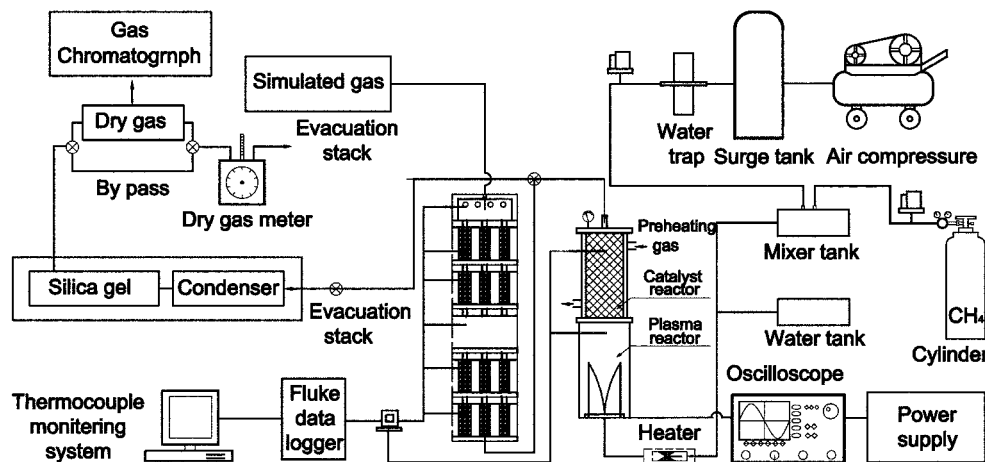 Gas
Chromatogrnph
Dry gas
By pass
Simulated gas
Evacuation
stack
Dry gas meter
Silica gel
Condenser
Evacuation
stack
Thermocouple
monitering
system
Fluke
data
logger
Water
trap
Surge tank
Air compressure
Preheating
gas
Catalyst
reactor
Plasma
reactor
Mixer tank
Water tank
CH₄
Cylinder
Heater
Oscilloscope
Power
supply